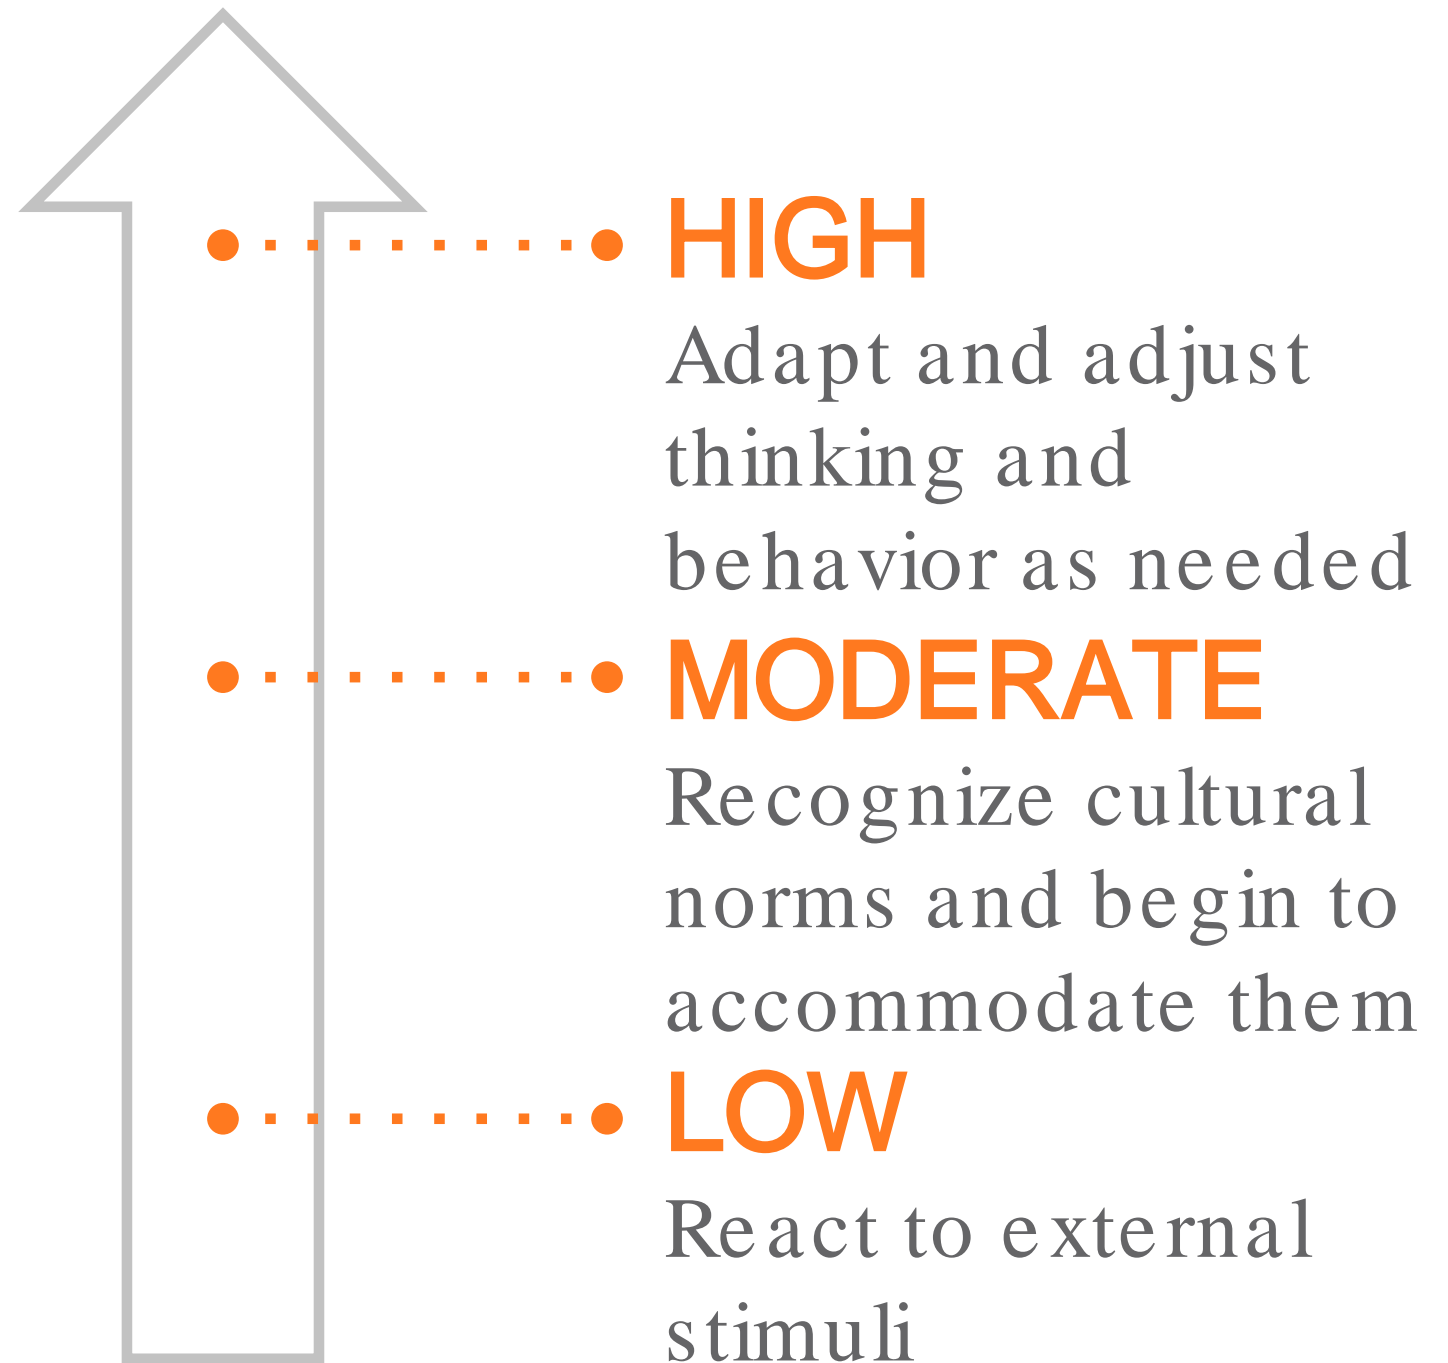 HIGH
Adapt and adjust
thinking and
behavior as needed
MODERATE
Recognize cultural
norms and begin to
accommodate them
LOW
React to external
stimuli